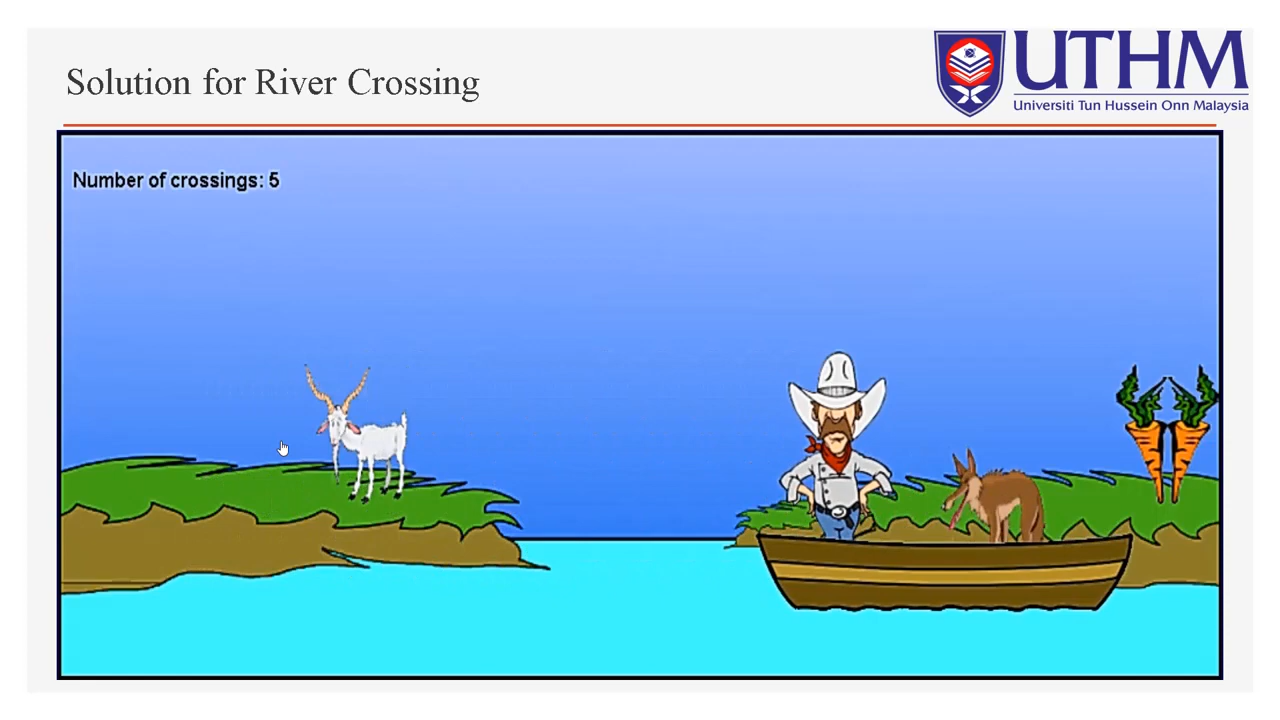 Solution for River Crossing
UTHM
Universiti Tun Hussein Onn Malaysia
Number of crossings: 5